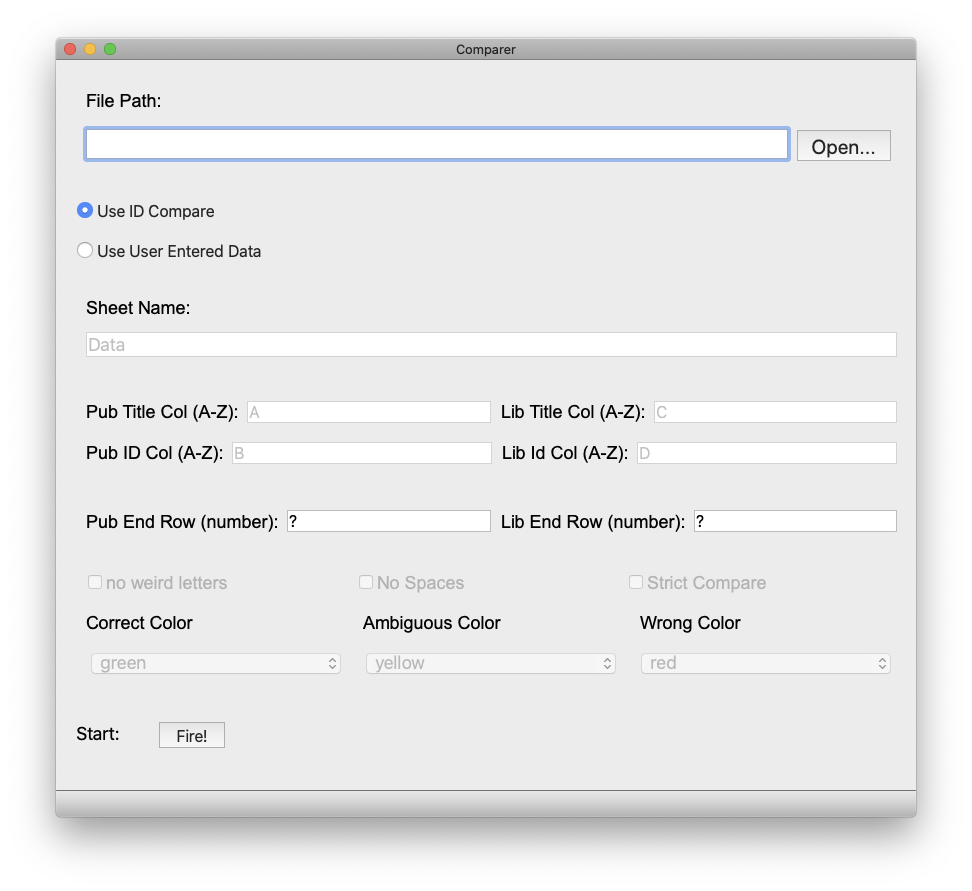 Comparer
File Path:
Open...
Use ID Compare
Use User Entered Data
Sheet Name:
Data
Pub Title Col (A-Z): A Lib Title Col (A-Z): C
Pub ID Col (A-Z): B Lib Id Col (A-Z): D
Pub End Row (number): ? Lib End Row (number): ?
no weird letters No Spaces Strict Compare
Correct Color Ambiguous Color Wrong Color
green yellow red
Start: Fire!